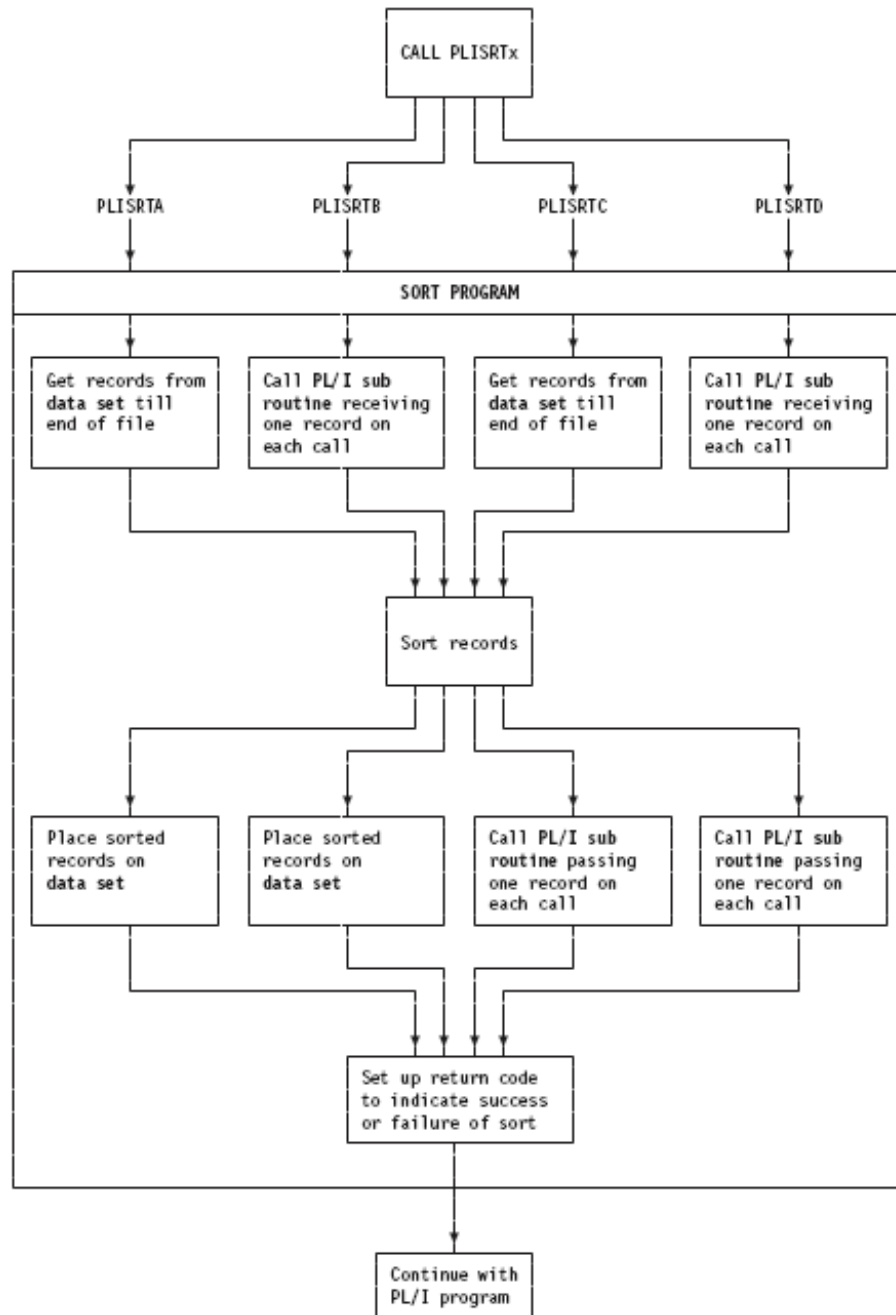 CALL PLISRTx
PLISRTA
PLISRTB
PLISRTC
PLISRTD
SORT PROGRAM
Get records from
data set till
end of file
Call PL/I sub
routine receiving
one record on
each call
Get records from
data set till
end of file
Call PL/I sub
routine receiving
one record on
each call
Sort records
Place sorted
records on
data set
Place sorted
records on
data set
Call PL/I sub
routine passing
one record on
each call
Call PL/I sub
routine passing
one record on
each call
Set up return code
to indicate success
or failure of sort
Continue with
PL/I program